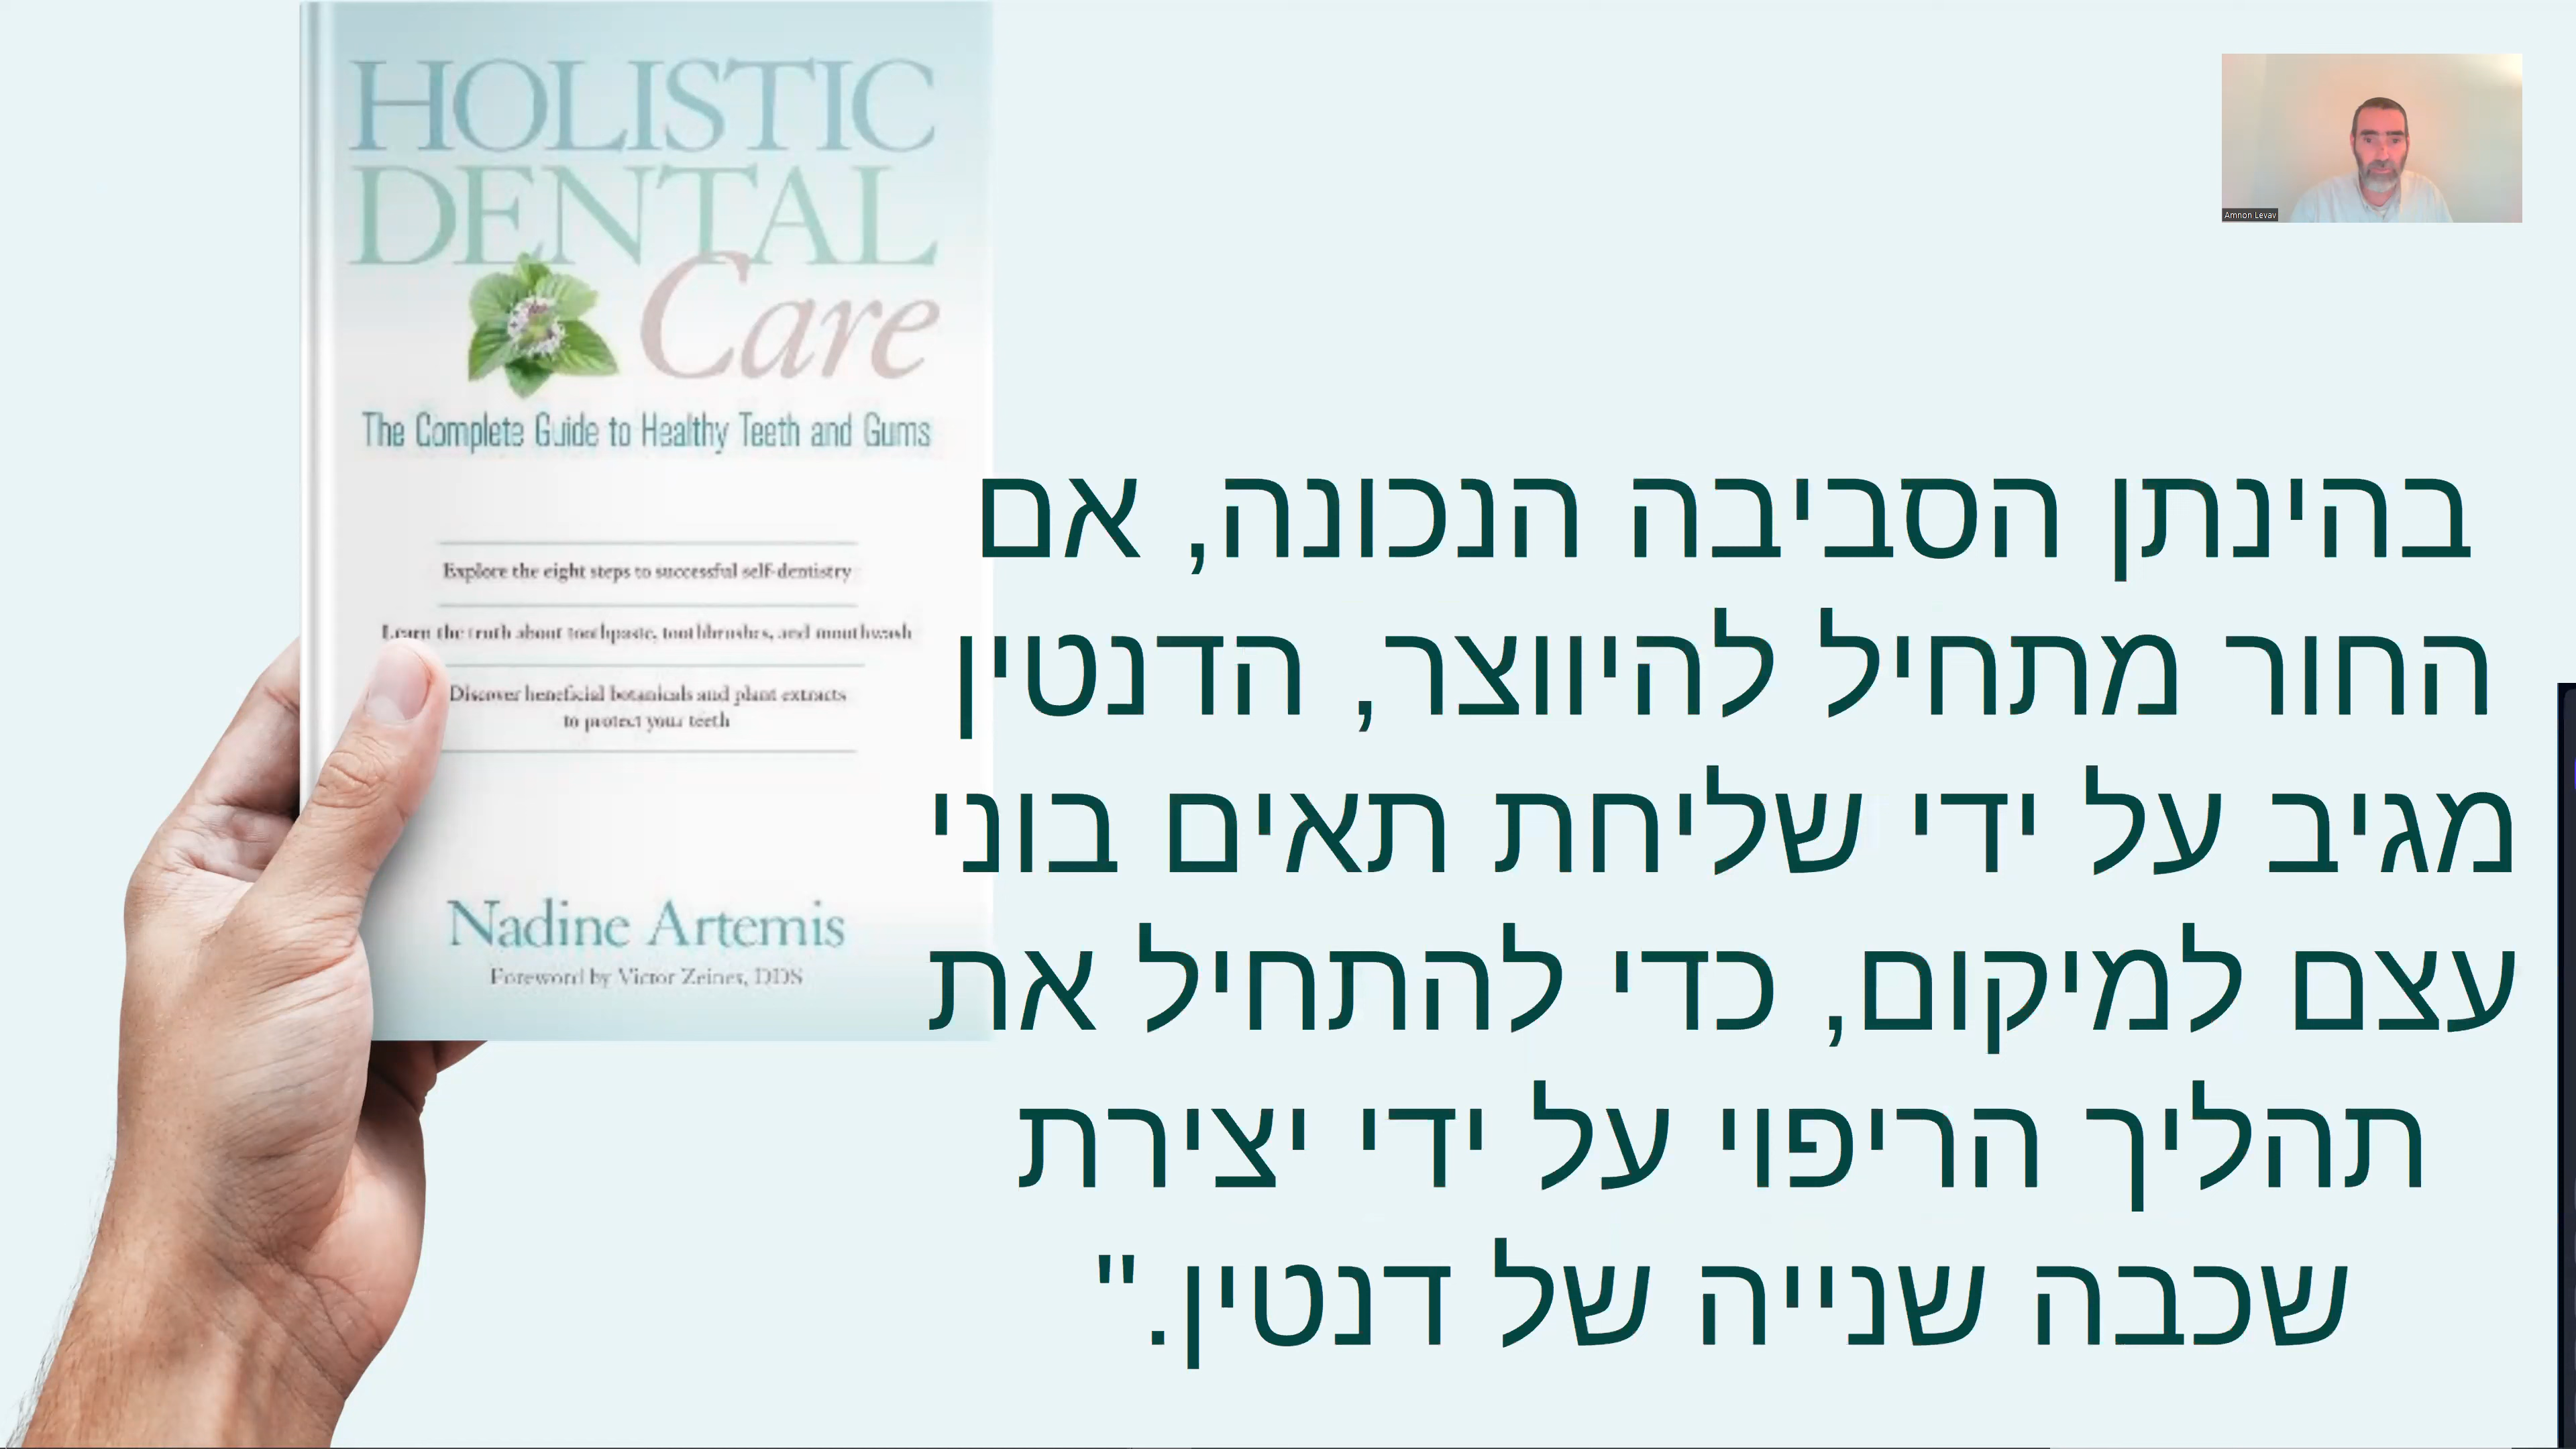 HOLISTIC
DENTAL
Care
The Complete Guide to Healthy Teeth and Gums
Explore the eight steps to successful self-dentistry
Learn the truth about toothpaste, toothbrushes, and mouthwash
Discover beneficial botanicals and plant extracts
to protect your teeth
Nadine Artemis
Foreword by Victor Zeines, DDS
Amnon Levav
בהינתן הסביבה הנכונה, אם
החור מתחיל להיווצר, הדנטין
מגיב על ידי שליחת תאים בוני
עצם למיקום, כדי להתחיל את
תהליך הריפוי על ידי יצירת
שכבה שנייה של דנטין."